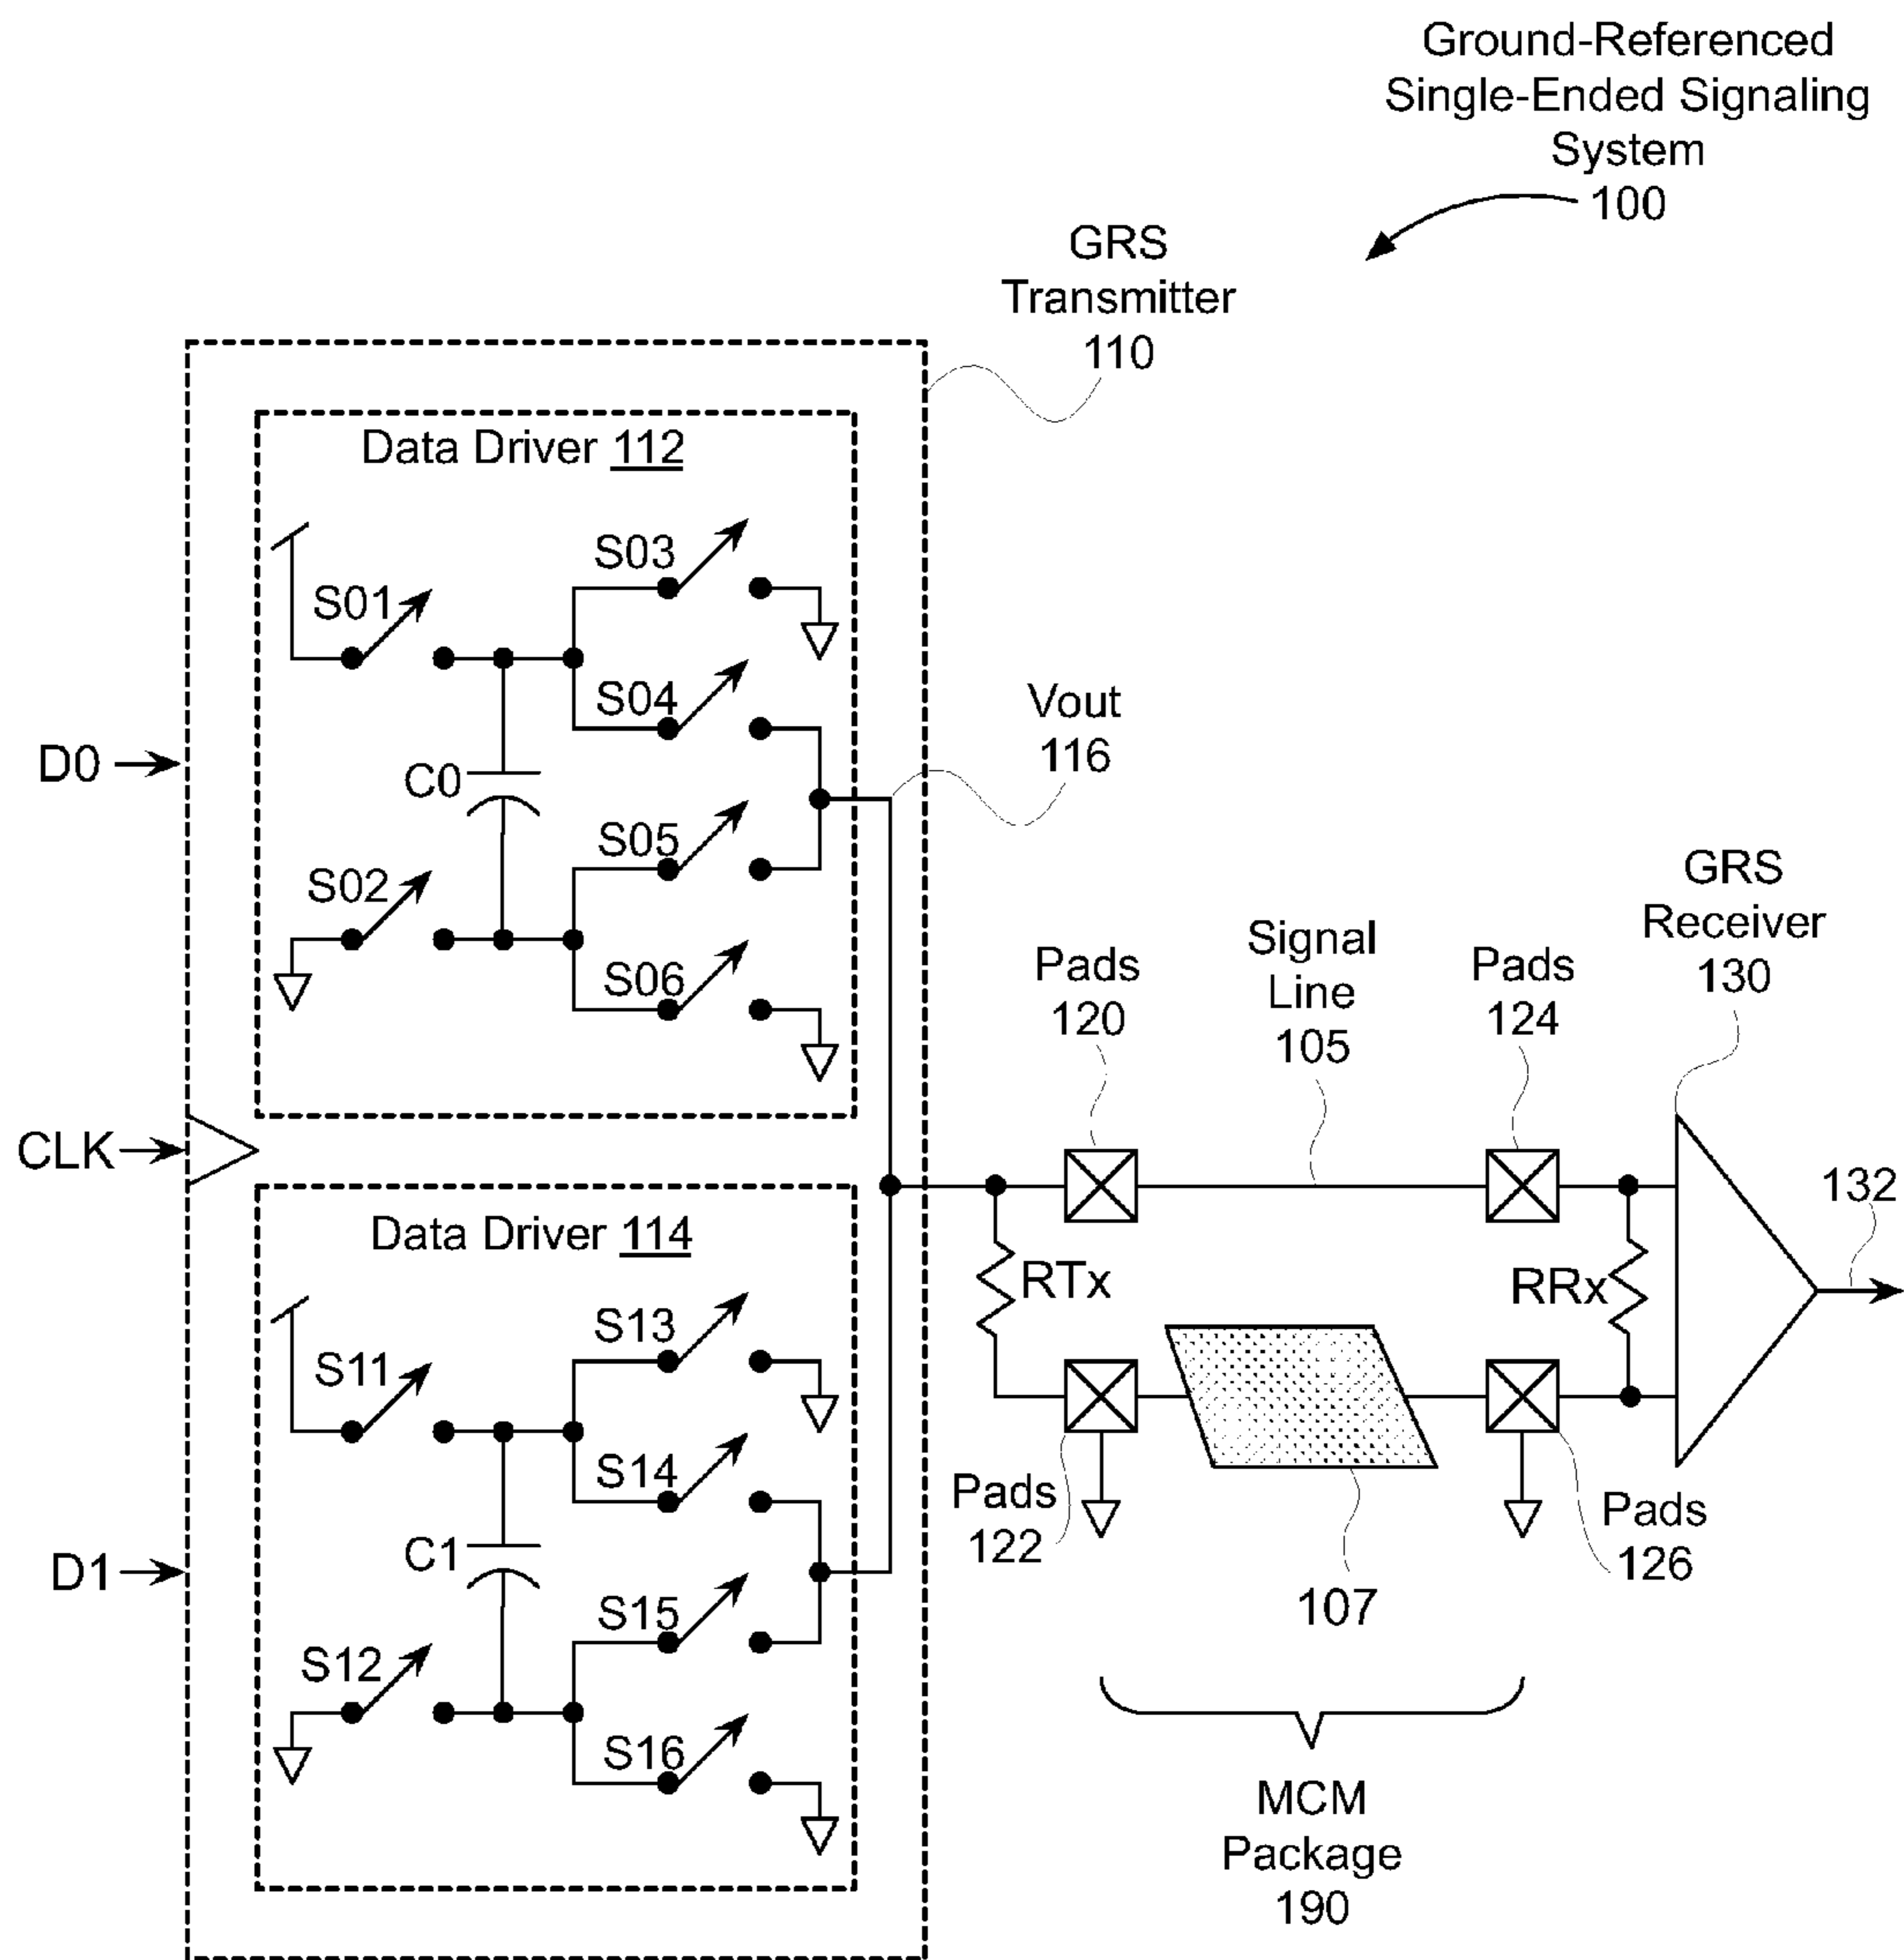 Ground-Referenced
Single-Ended Signaling
System
100
GRS
Transmitter
110
Data Driver 112
S01
S03
S04
C0
S05
S02
S06
D0
Vout
116
CLK
GRS
Receiver
130
Pads
120
Signal
Line
105
Pads
124
132
Data Driver 114
S11
S13
S14
C1
S15
S12
S16
D1
RTx
RRx
Pads
122
107
Pads
126
MCM
Package
190